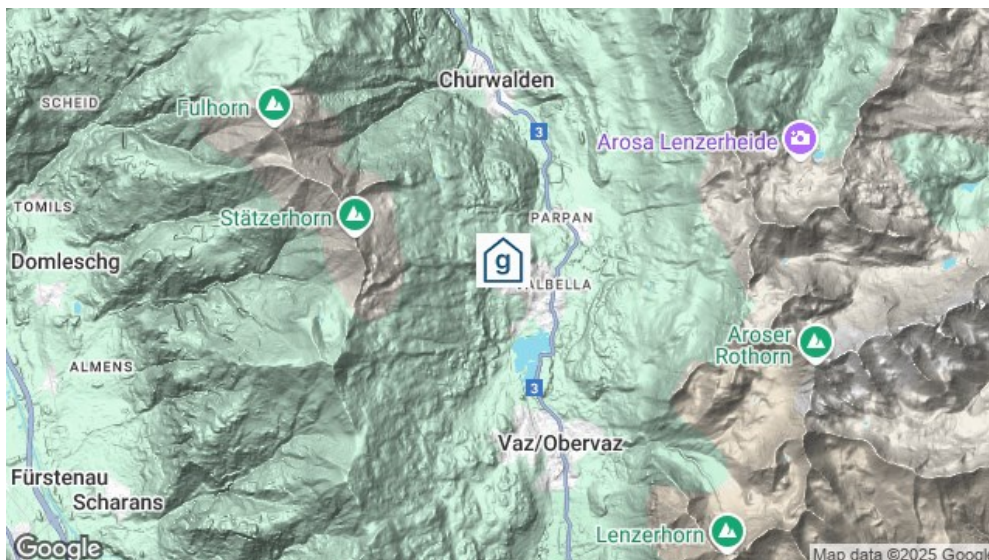 Churwalden
SCHEID
Fulhorn
3
Arosa Lenzerheide
TOMILS
Stätzerhorn
PARPAN
Domleschg
g
ALBELLA
Aroser
Rothorn
ALMENS
3
Vaz/Obervaz
Fürstenau
Scharans
Lenzerhorn
Google
Map data ©2025 Google